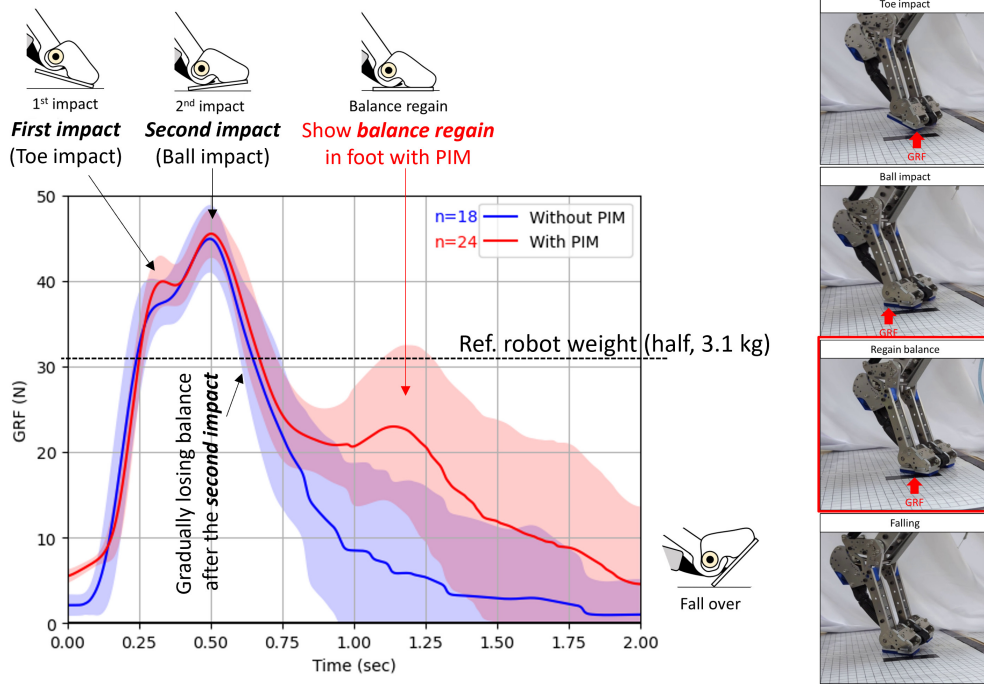 1st impact
2nd impact
Balance regain
First impact
(Toe impact)
Second impact
(Ball impact)
Show balance regain
in foot with PIM
n=18
Without PIM
n=24
With PIM
Ref. robot weight (half, 3.1 kg)
Gradually losing balance
after the second impact
GRF (N)
50
40
30
20
10
0
0.00
0.25
0.50
0.75
1.00
1.25
1.50
1.75
2.00
Time (sec)
Fall over
Toe impact
GRF
Ball impact
GRF
Regain balance
GRF
Falling